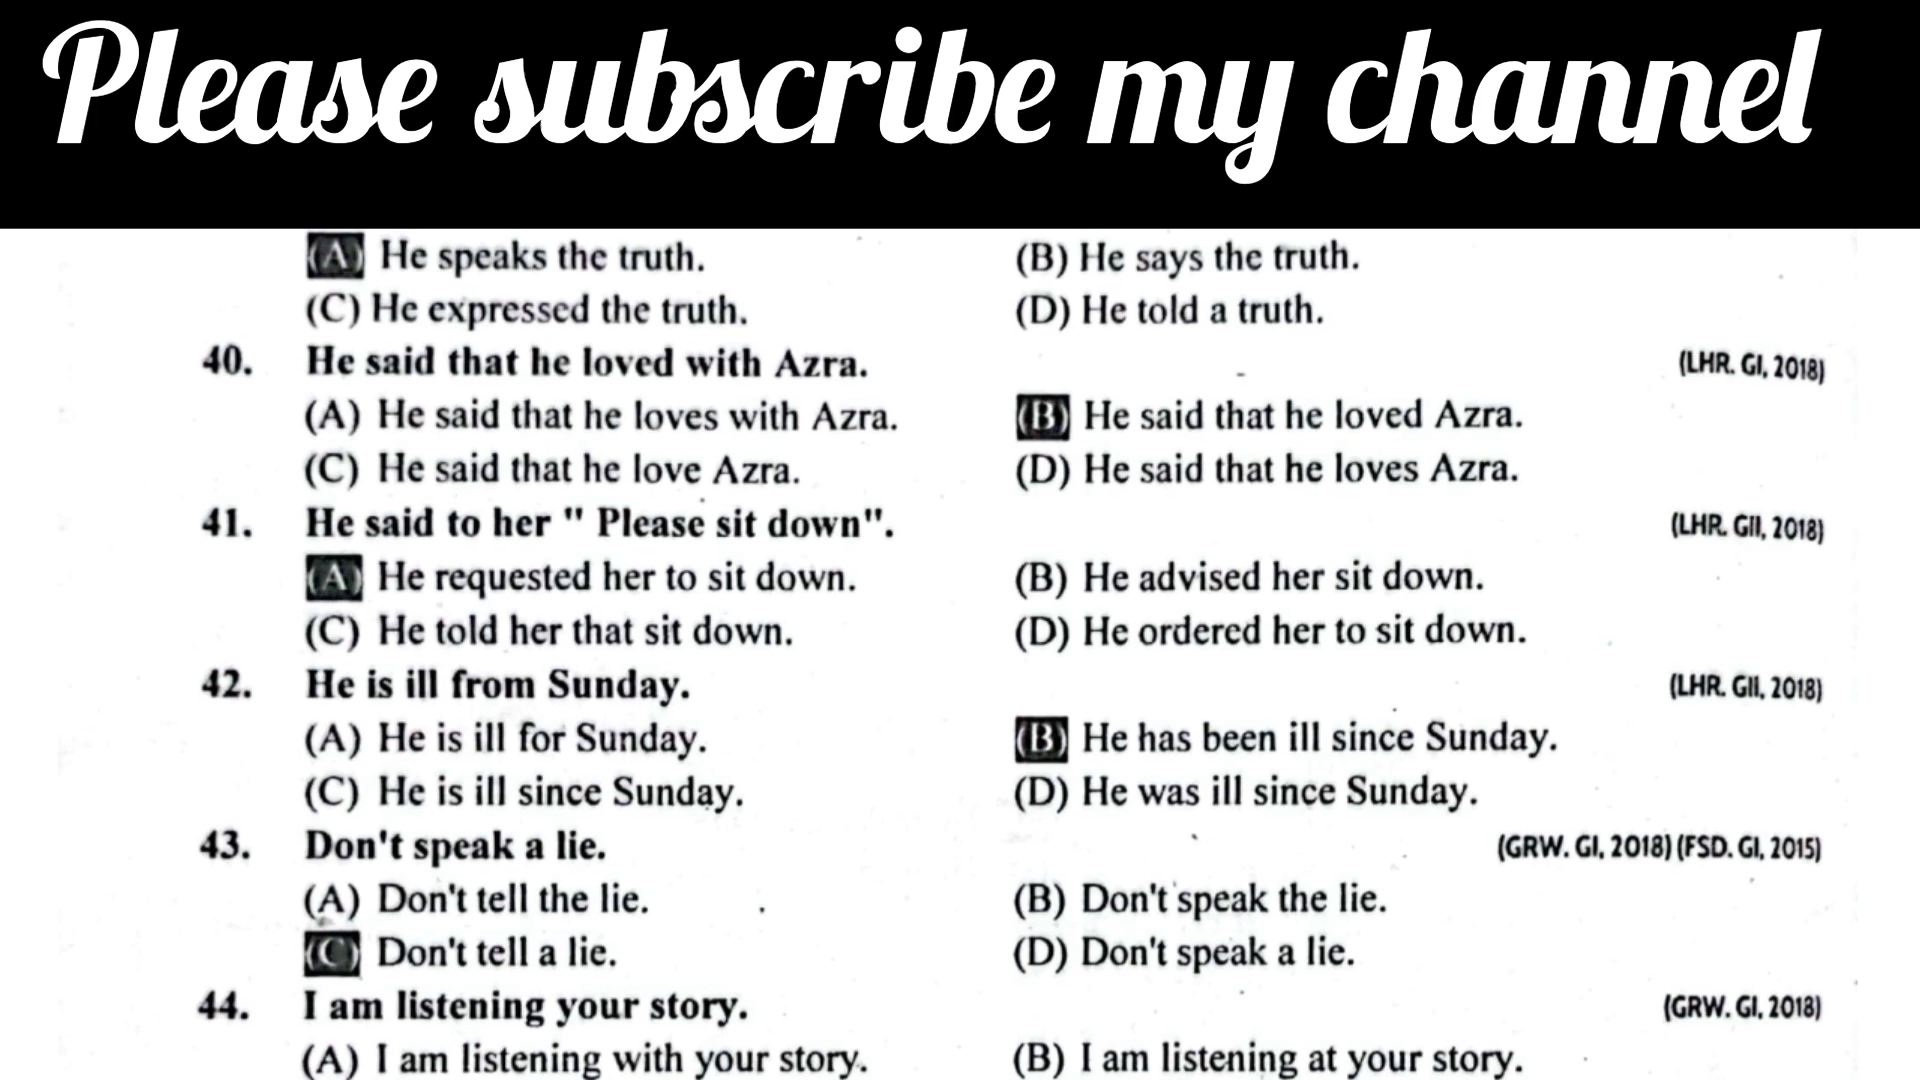 Please subscribe my channel
(A) He speaks the truth. (B) He says the truth.
(C) He expressed the truth. (D) He told a truth.
40. He said that he loved with Azra. (LHR. GI, 2018)
(A) He said that he loves with Azra. (B) He said that he loved Azra.
(C) He said that he love Azra. (D) He said that he loves Azra.
41. He said to her " Please sit down". (LHR. GII, 2018)
(A) He requested her to sit down. (B) He advised her sit down.
(C) He told her that sit down. (D) He ordered her to sit down.
42. He is ill from Sunday. (LHR. GII, 2018)
(A) He is ill for Sunday. (B) He has been ill since Sunday.
(C) He is ill since Sunday. (D) He was ill since Sunday.
43. Don't speak a lie. (GRW. GI, 2018) (FSD. GI, 2015)
(A) Don't tell the lie. (B) Don't speak the lie.
(C) Don't tell a lie. (D) Don't speak a lie.
44. I am listening your story. (GRW. GI, 2018)
(A) I am listening with your story. (B) I am listening at your story.